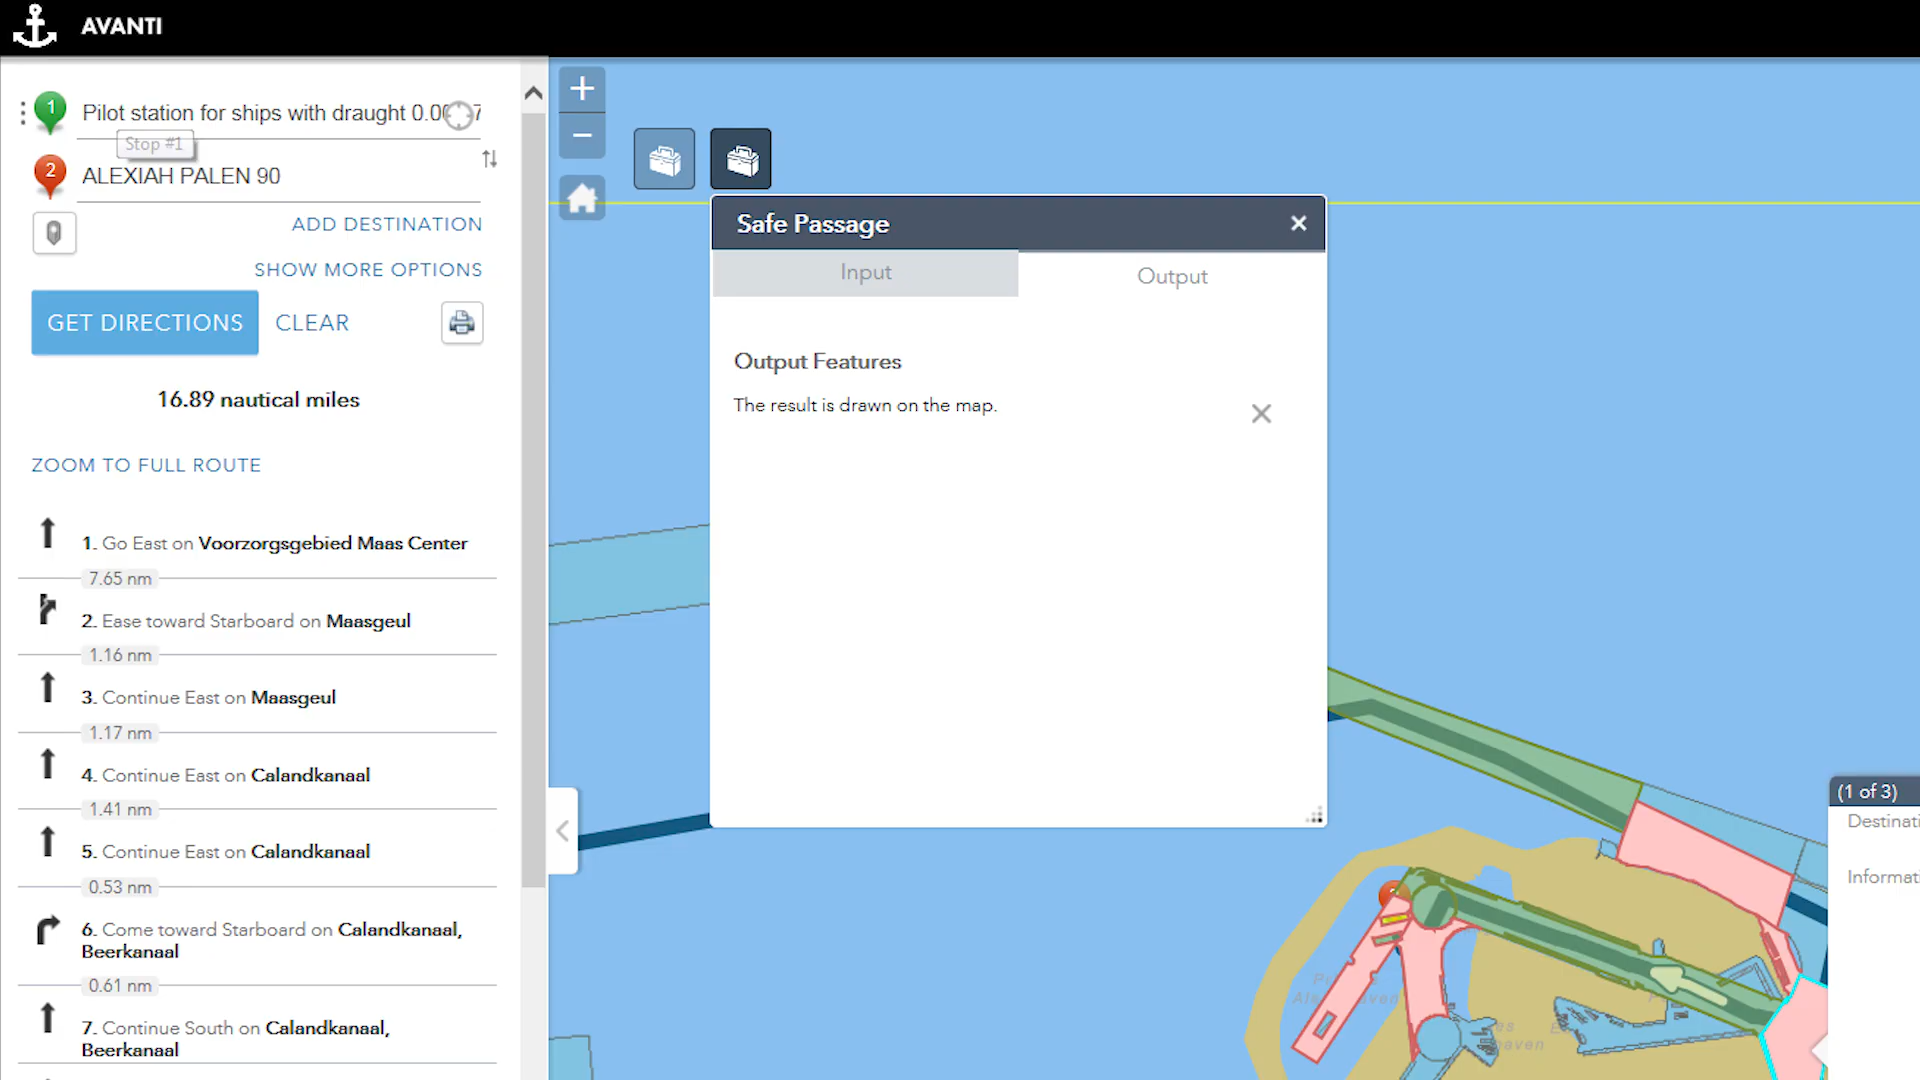 AVANTI
1
Pilot station for ships with draught 0.00
Stop #1
2
ALEXIAH PALEN 90
ADD DESTINATION
SHOW MORE OPTIONS
GET DIRECTIONS
CLEAR
16.89 nautical miles
ZOOM TO FULL ROUTE
1. Go East on Voorzorgsgebied Maas Center
7.65 nm
2. Ease toward Starboard on Maasgeul
1.16 nm
3. Continue East on Maasgeul
1.17 nm
4. Continue East on Calandkanaal
1.41 nm
5. Continue East on Calandkanaal
0.53 nm
6. Come toward Starboard on Calandkanaal,
Beerkanaal
0.61 nm
7. Continue South on Calandkanaal,
Beerkanaal
Safe Passage
Input
Output
Output Features
The result is drawn on the map.
(1 of 3)
Destinati
Informati